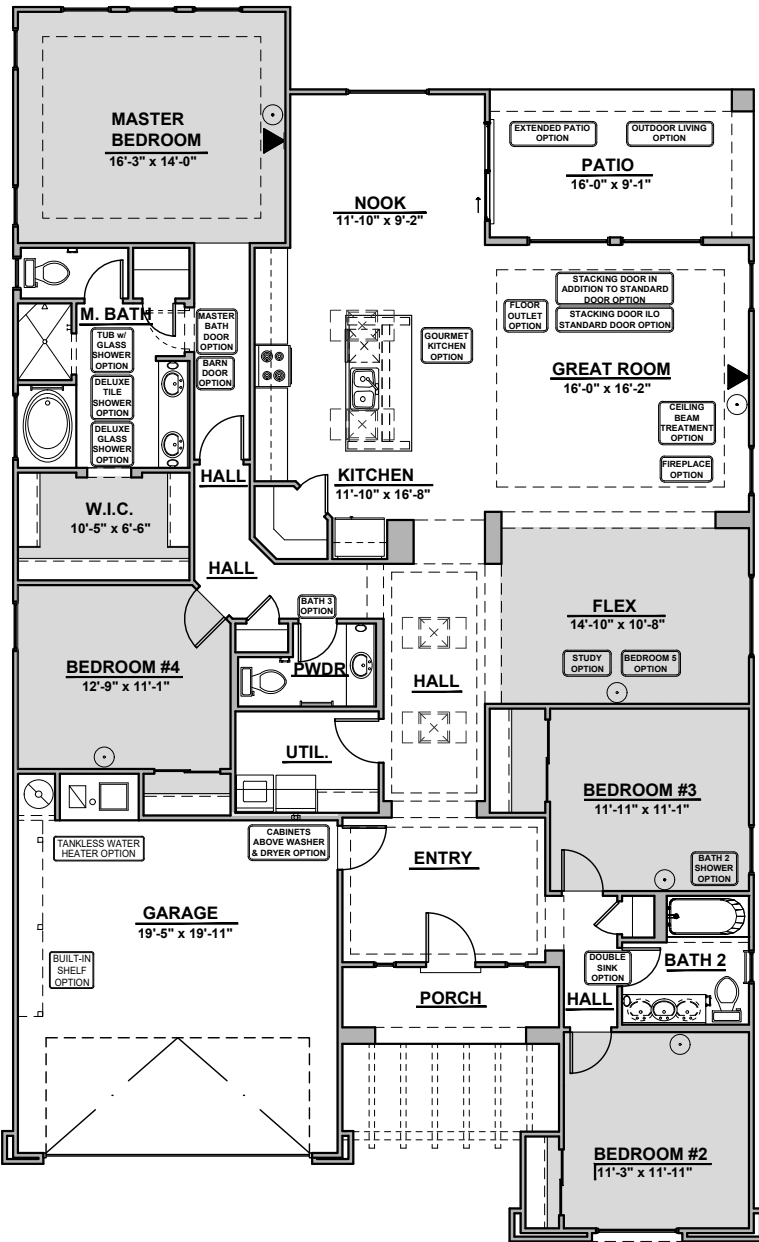 MASTER
BEDROOM
16'-3" x 14'-0"
EXTENDED PATIO
OPTION
OUTDOOR LIVING
OPTION
PATIO
16'-0" x 9'-1"
NOOK
11'-10" x 9'-2"
M. BATH
TUB w/
GLASS
SHOWER
OPTION
DELUXE
TILE
SHOWER
OPTION
DELUXE
GLASS
SHOWER
OPTION
MASTER
BATH
DOOR
OPTION
BARN
DOOR
OPTION
GOURMET
KITCHEN
OPTION
FLOOR
OUTLET
OPTION
STACKING DOOR IN
ADDITION TO STANDARD
DOOR OPTION
STACKING DOOR ILO
STANDARD DOOR OPTION
GREAT ROOM
16'-0" x 16'-2"
CEILING
BEAM
TREATMENT
OPTION
FIREPLACE
OPTION
HALL
KITCHEN
11'-10" x 16'-8"
W.I.C.
10'-5" x 6'-6"
HALL
BATH 3
OPTION
FLEX
14'-10" x 10'-8"
STUDY
OPTION
BEDROOM 5
OPTION
BEDROOM #4
12'-9" x 11'-1"
PWDR
HALL
UTIL.
BEDROOM #3
11'-11" x 11'-1"
TANKLESS WATER
HEATER OPTION
CABINETS
ABOVE WASHER
& DRYER OPTION
ENTRY
BATH 2
SHOWER
OPTION
GARAGE
19'-5" x 19'-11"
BUILT-IN
SHELF
OPTION
DOUBLE
SINK
OPTION
BATH 2
PORCH
HALL
BEDROOM #2
11'-3" x 11'-11"